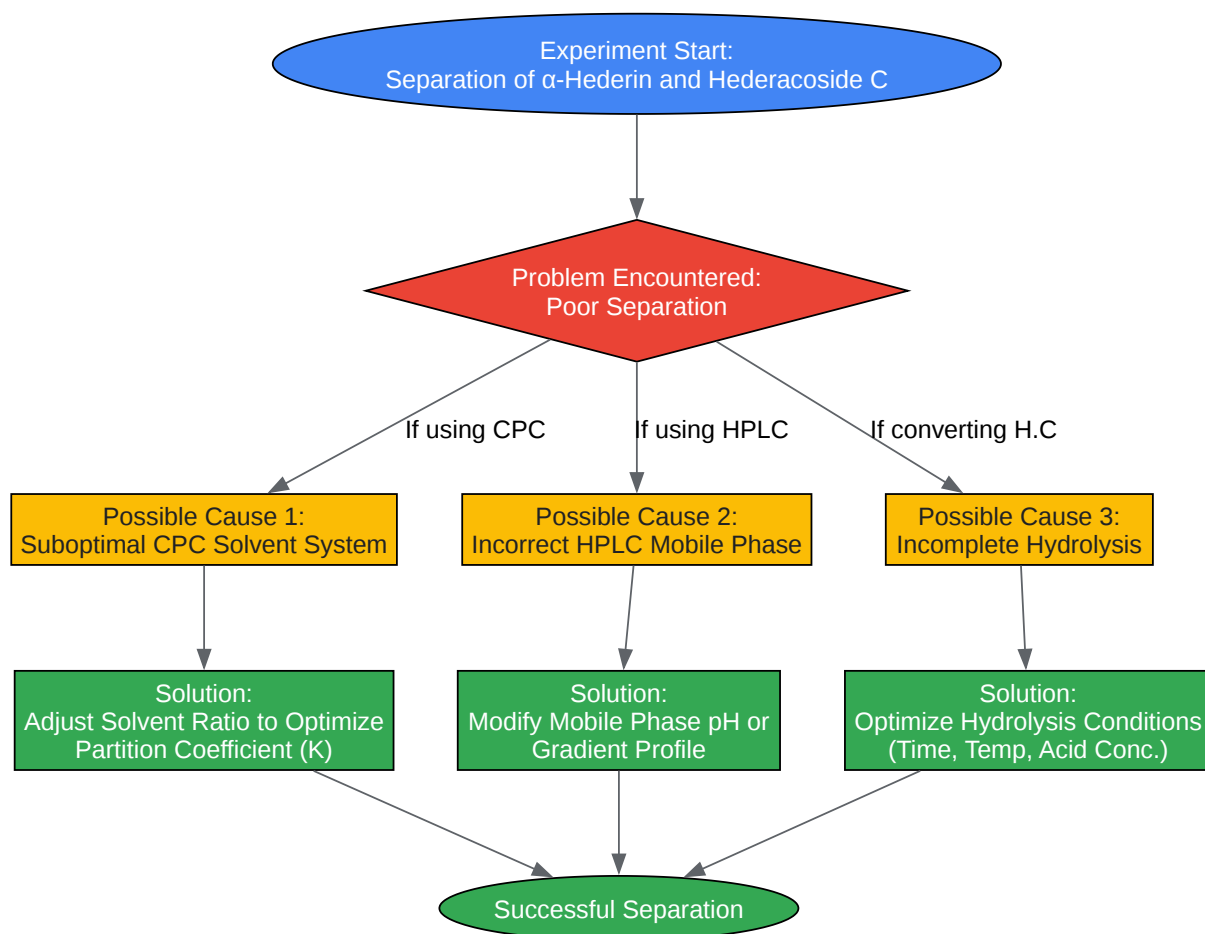 Experiment Start:
Separation of α-Hederin and Hederacoside C
Problem Encountered:
Poor Separation
If using CPC
If using HPLC
If converting H.C
Possible Cause 1:
Suboptimal CPC Solvent System
Possible Cause 2:
Incorrect HPLC Mobile Phase
Possible Cause 3:
Incomplete Hydrolysis
Solution:
Adjust Solvent Ratio to Optimize
Partition Coefficient (K)
Solution:
Modify Mobile Phase pH or
Gradient Profile
Solution:
Optimize Hydrolysis Conditions
(Time, Temp, Acid Conc.)
Successful Separation